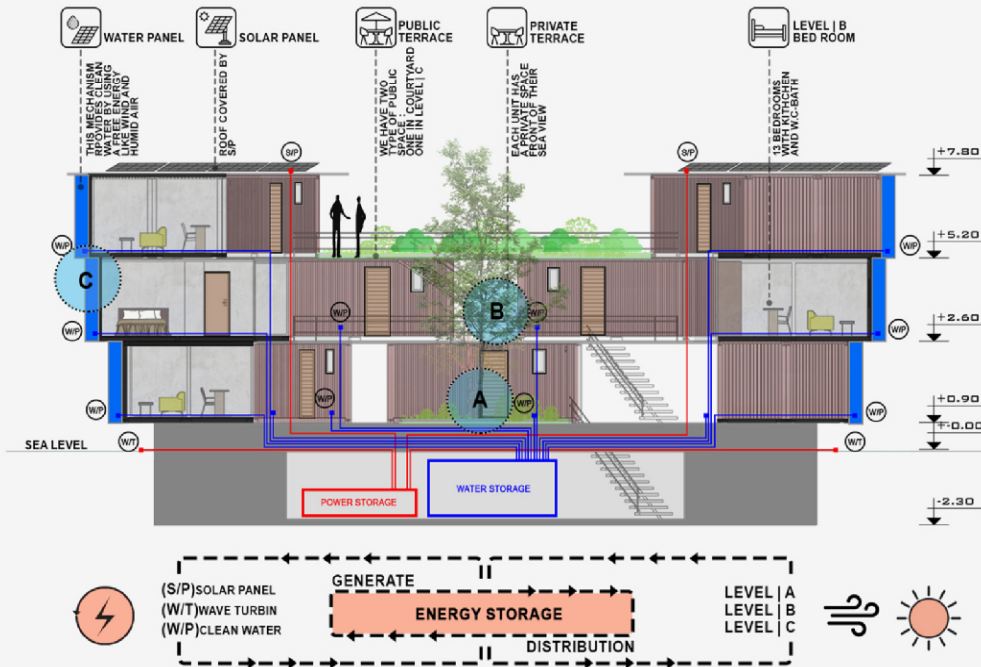 WATER PANEL
SOLAR PANEL
PUBLIC
TERRACE
PRIVATE
TERRACE
LEVEL | B
BED ROOM
THIS MECHANISM
RPOVIDES CLEAN
WATER BY USING
A FREE ENERGY
LIKE WIND AND
HUMID AIIR
ROOF COVERED BY
S/P
WE HAVE TWO
TYPE OF PUBLIC
SPACE :
ONE IN COURTYARD
ONE IN LEVEL | C
EACH UNIT HAS
A PRIVATE SPACE
FRONT OF THEIR
SEA VIEW
13 BEDROOMS
WITH KITHCHEN
AND W.C-BATH
S/P
S/P
+7.80
W/P
W/P
+5.20
C
B
W/P
W/P
W/P
W/P
+2.60
A
W/P
W/P
W/P
W/P
+0.90
+-0.00
SEA LEVEL
W/T
W/T
POWER STORAGE
WATER STORAGE
-2.30
(S/P)SOLAR PANEL
(W/T)WAVE TURBIN
(W/P)CLEAN WATER
GENERATE
ENERGY STORAGE
DISTRIBUTION
LEVEL | A
LEVEL | B
LEVEL | C